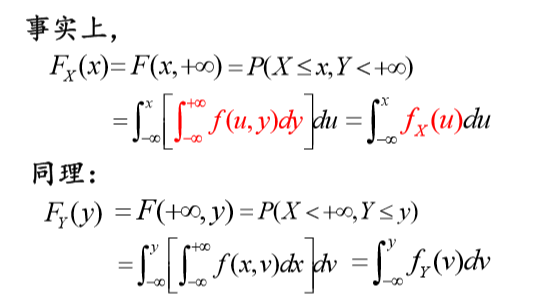 事实上，
F_X(x)=F(x,+∞)=P(X≤x,Y<+∞)
=∫_{-∞}^{x}[∫_{-∞}^{+∞} f(u,y)dy]du=∫_{-∞}^{x} f_X(u)du
同理：
F_Y(y)=F(+∞,y)=P(X<+∞,Y≤y)
=∫_{-∞}^{y}[∫_{-∞}^{+∞} f(x,v)dx]dv=∫_{-∞}^{y} f_Y(v)dv